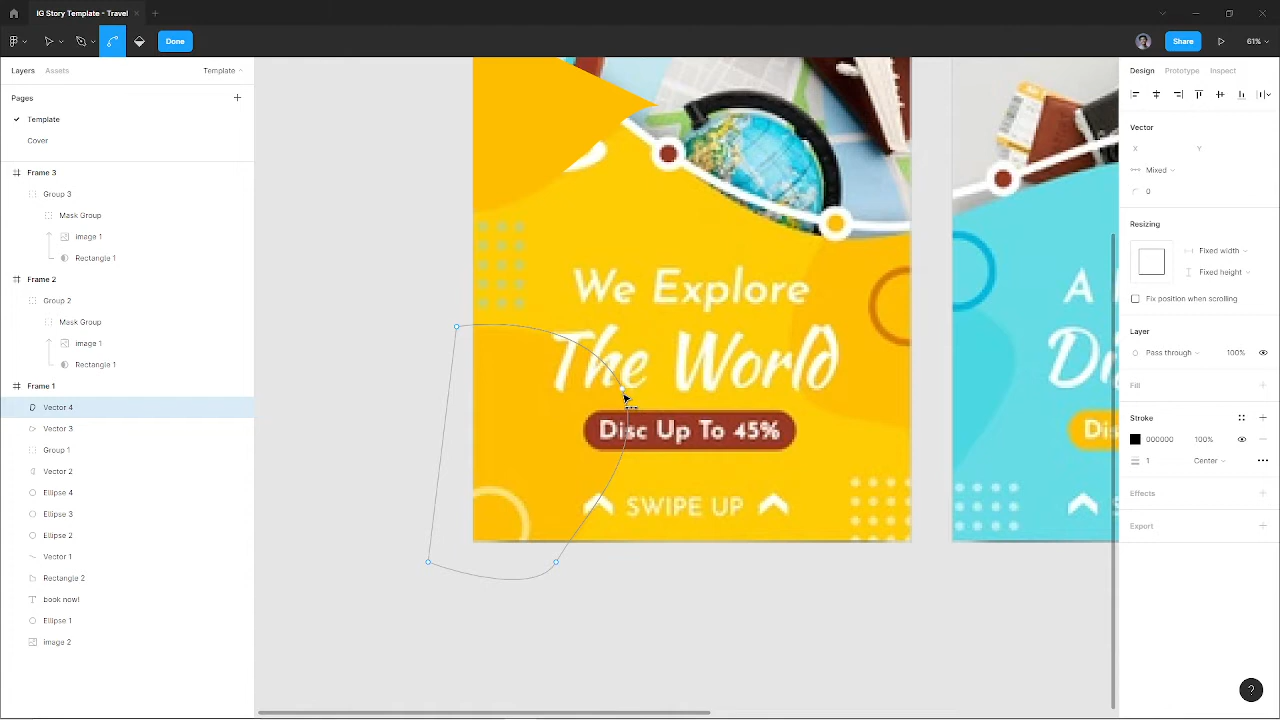 IG Story Template - Travel
Done
Share
61%
Layers
Assets
Template
Pages
Template
Cover
Frame 3
Group 3
Mask Group
image 1
Rectangle 1
Frame 2
Group 2
Mask Group
image 1
Rectangle 1
Frame 1
Vector 4
Vector 3
Group 1
Vector 2
Ellipse 4
Ellipse 3
Ellipse 2
Vector 1
Rectangle 2
book now!
Ellipse 1
image 2
We Explore
The World
Disc Up To 45%
SWIPE UP
A
Di
Dis
Design
Prototype
Inspect
Vector
X
Y
Mixed
0
Resizing
Fixed width
Fixed height
Fix position when scrolling
Layer
Pass through
100%
Fill
Stroke
000000
100%
1
Center
Effects
Export
?